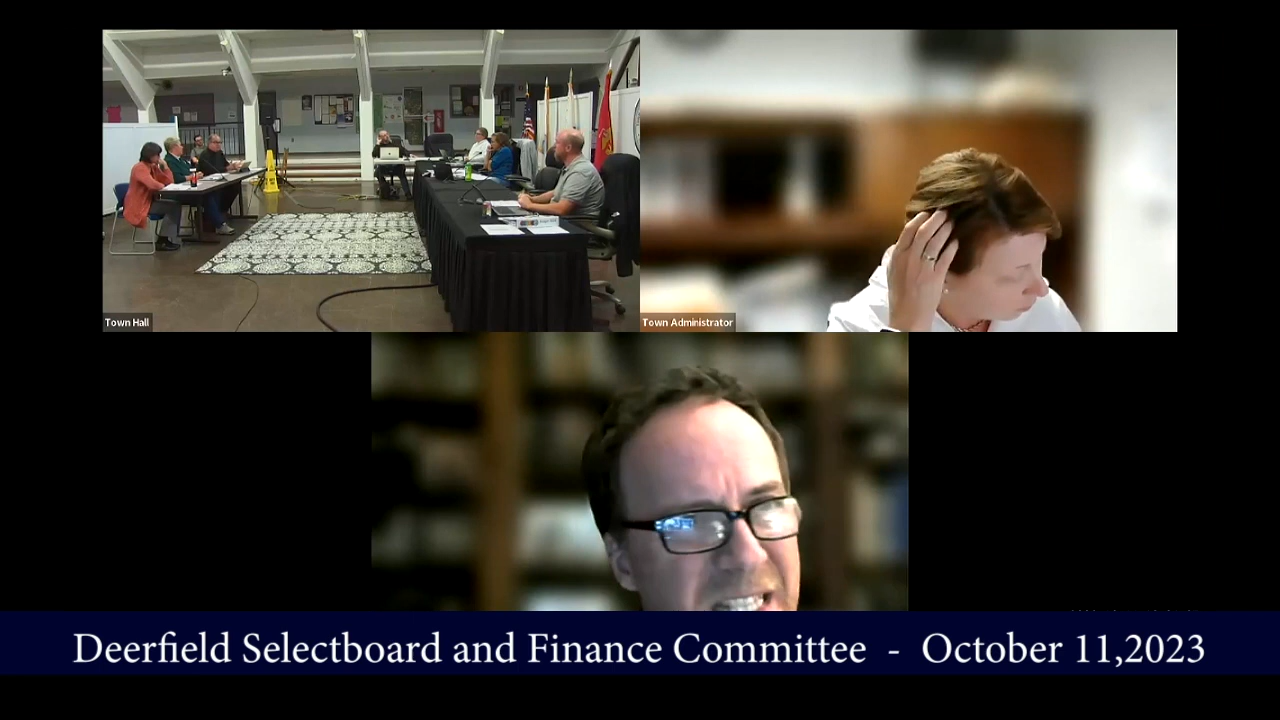 Town Hall
Town Administrator
Deerfield Selectboard and Finance Committee - October 11,2023